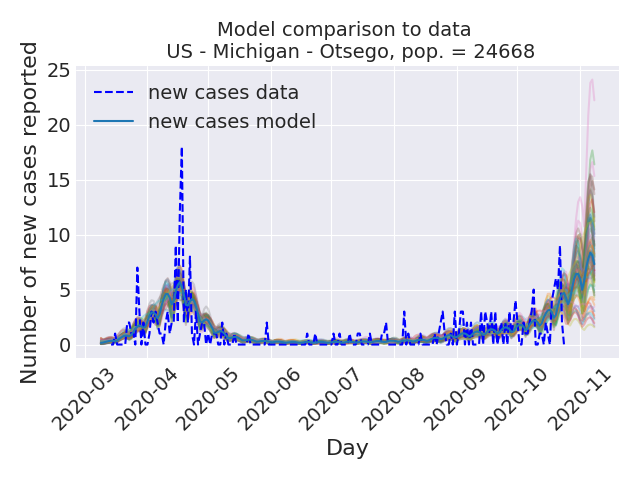 Model comparison to data
US - Michigan - Otsego, pop. = 24668
Number of new cases reported
25
20
15
10
5
0
new cases data
new cases model
2020-03
2020-04
2020-05
2020-06
2020-07
2020-08
2020-09
2020-10
2020-11
Day